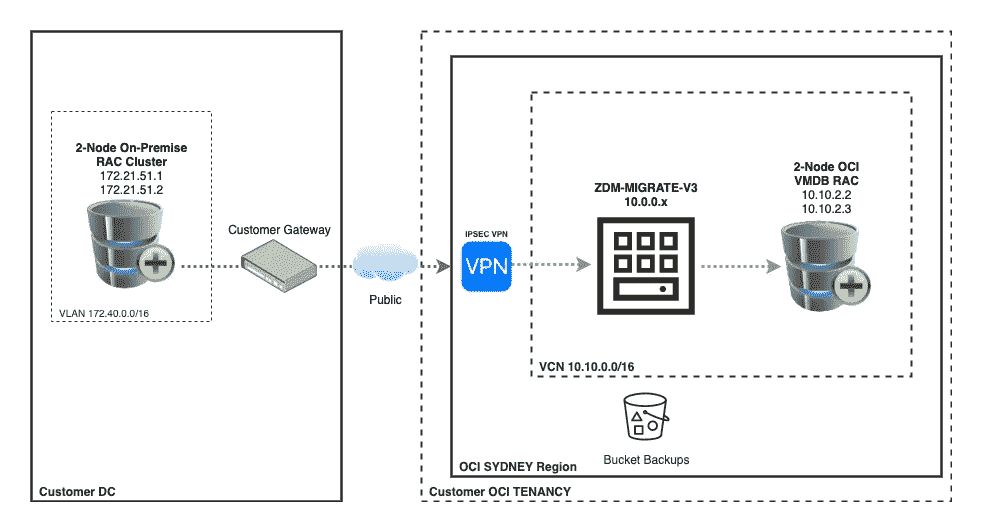 2-Node On-Premise
RAC Cluster
172.21.51.1
172.21.51.2
VLAN 172.40.0.0/16
Customer Gateway
Public
IPSEC VPN
VPN
ZDM-MIGRATE-V3
10.0.0.x
2-Node OCI
VMDB RAC
10.10.2.2
10.10.2.3
VCN 10.10.0.0/16
Bucket Backups
OCI SYDNEY Region
Customer DC
Customer OCI TENANCY